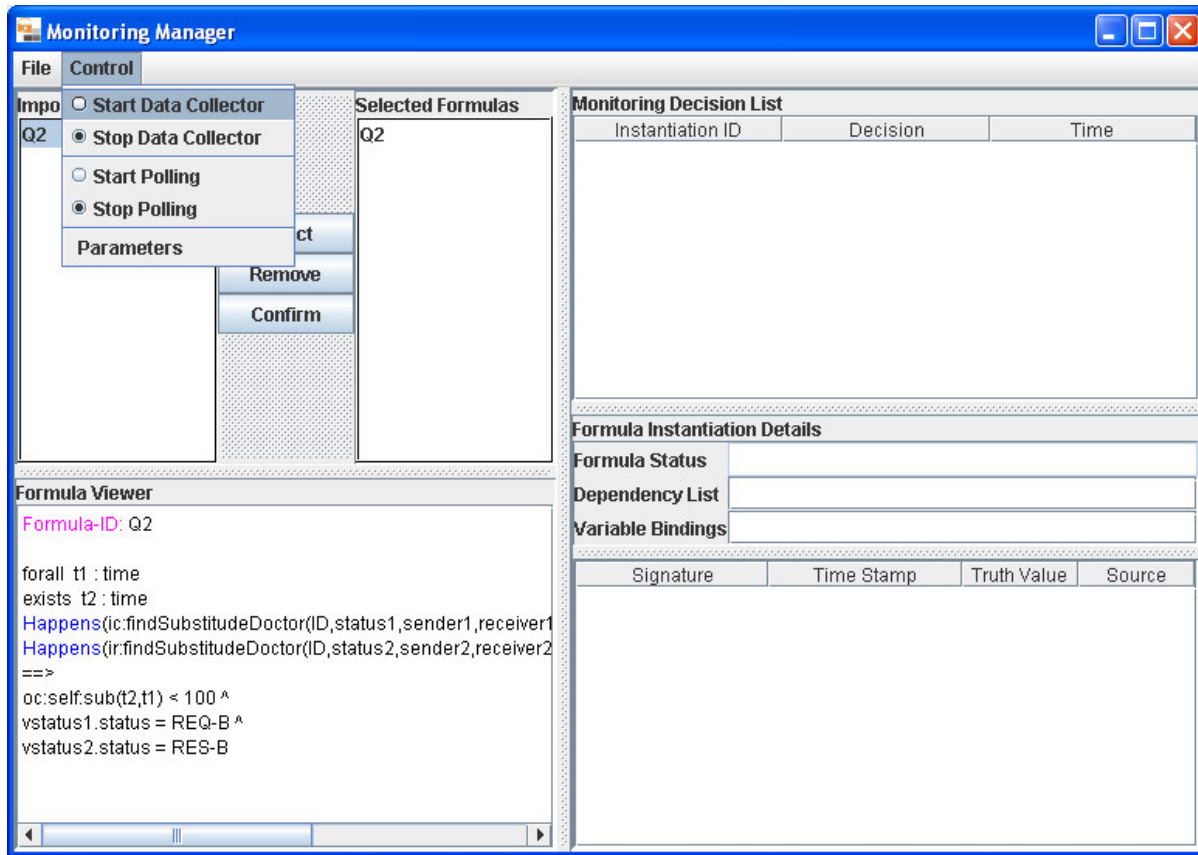 Monitoring Manager
File Control
Impo
Start Data Collector
Stop Data Collector
Start Polling
Stop Polling
Parameters
Q2
ct
Remove
Confirm
Selected Formulas
Q2
Monitoring Decision List
Instantiation ID Decision Time
Formula Instantiation Details
Formula Status
Dependency List
Variable Bindings
Signature Time Stamp Truth Value Source
Formula Viewer
Formula-ID: Q2
forall t1 : time
exists t2 : time
Happens(ic:findSubstitudeDoctor(ID,status1,sender1,receiver1
Happens(ir:findSubstitudeDoctor(ID,status2,sender2,receiver2
==>
oc:self:sub(t2,t1) < 100 ^
vstatus1.status = REQ-B ^
vstatus2.status = RES-B